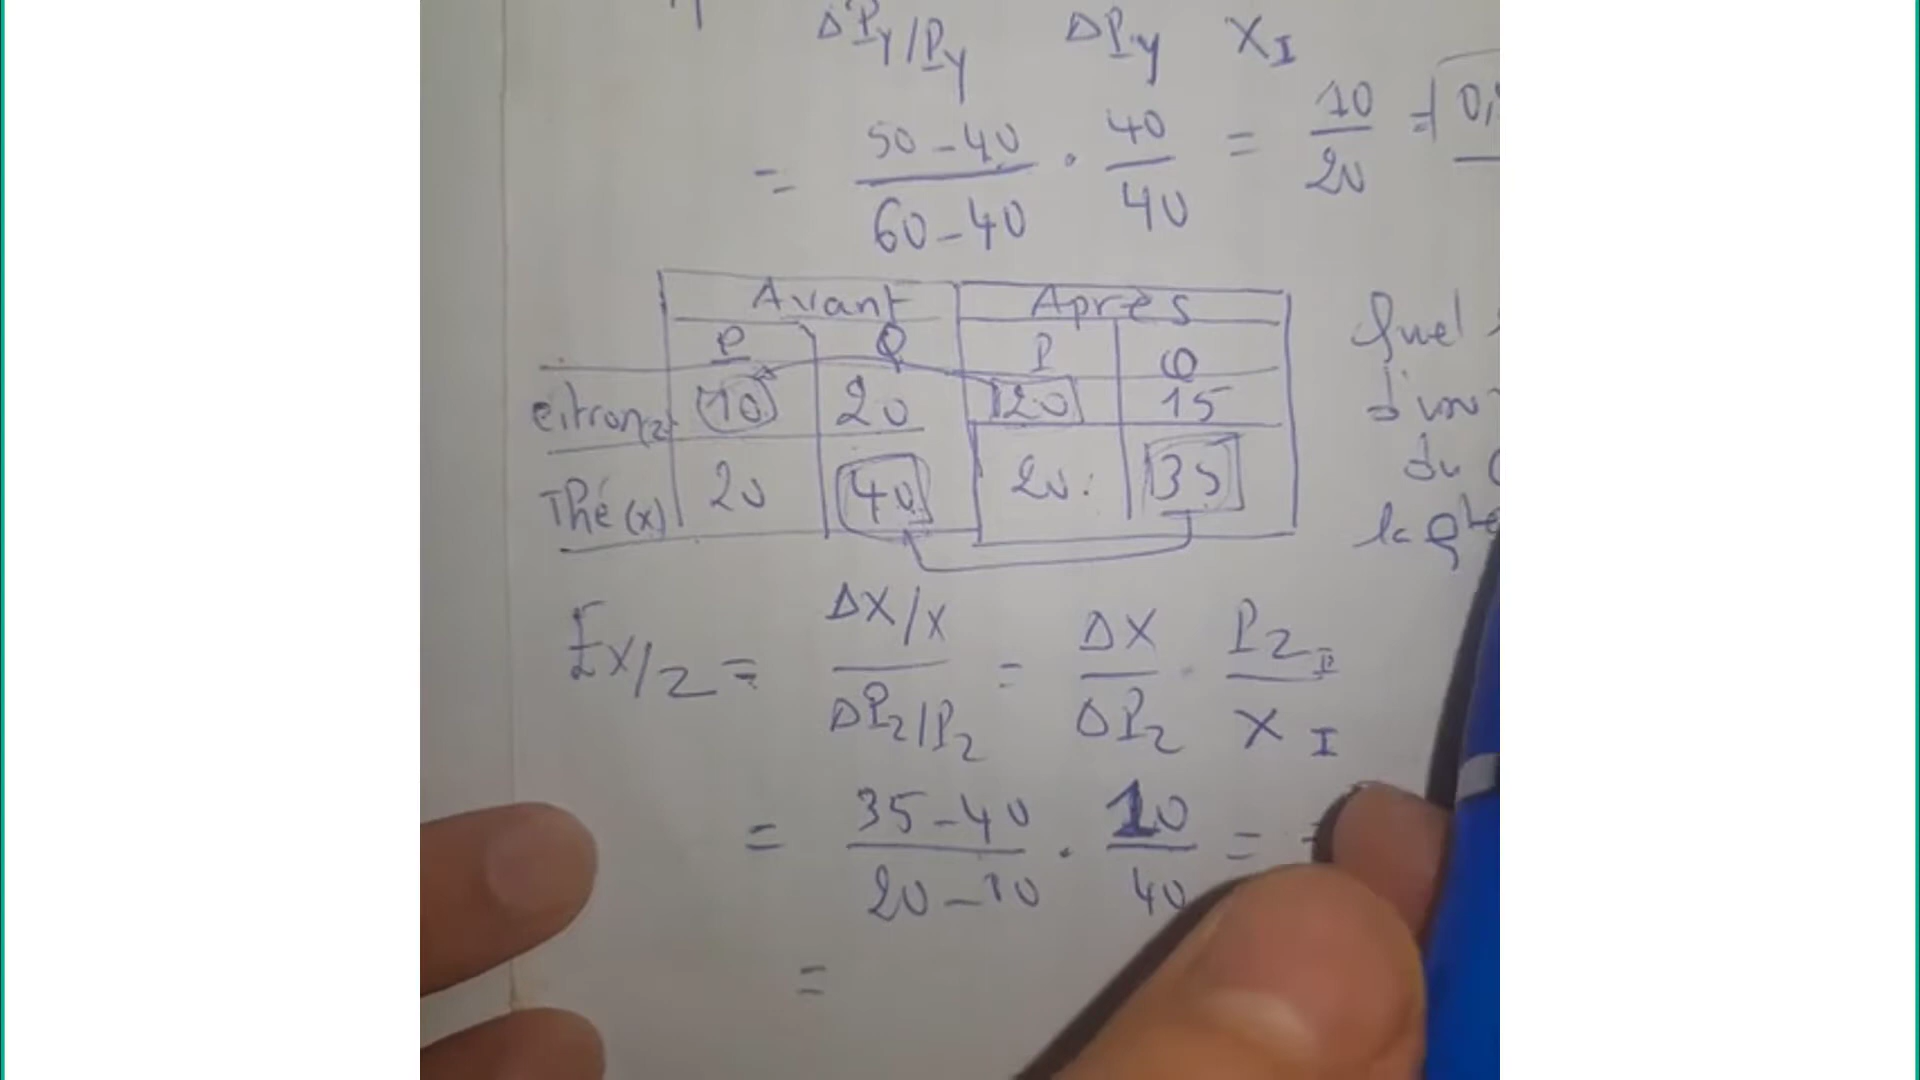 ΔPy/Py ΔPy XI
= 50-40/60-40 . 40/40 = 10/20 =
Avant Après
P Q P Q
citron(z) 10 20 20 15
Thé(x) 20 40 20 35
Quel
d'un
du
la qté
Ex/z = ΔX/X / ΔPz/Pz = ΔX/ΔPz . PzI/XI
= 35-40/20-10 . 10/40 =
=